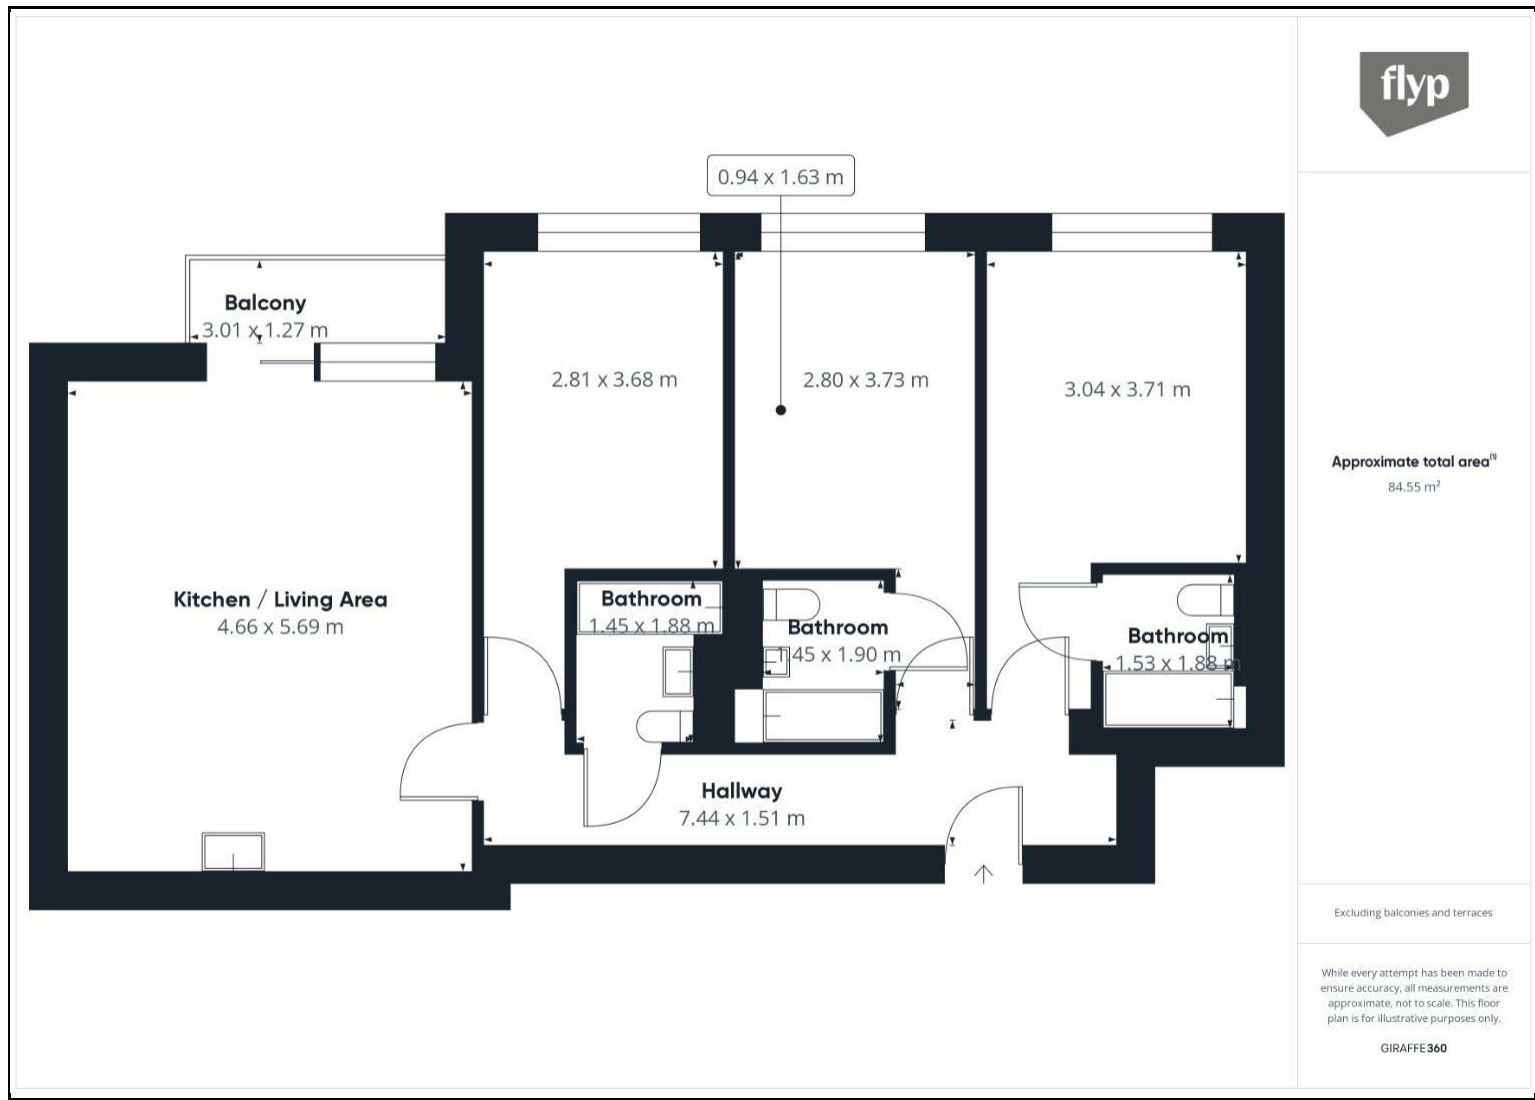 flyp
0.94 x 1.63 m
Balcony
3.01 x 1.27 m
2.81 x 3.68 m
2.80 x 3.73 m
3.04 x 3.71 m
Kitchen / Living Area
4.66 x 5.69 m
Bathroom
1.45 x 1.88 m
Bathroom
1.45 x 1.90 m
Bathroom
1.53 x 1.88 m
Hallway
7.44 x 1.51 m
Approximate total area(1)
84.55 m²
Excluding balconies and terraces
While every attempt has been made to
ensure accuracy, all measurements are
approximate, not to scale. This floor
plan is for illustrative purposes only.
GIRAFFE360